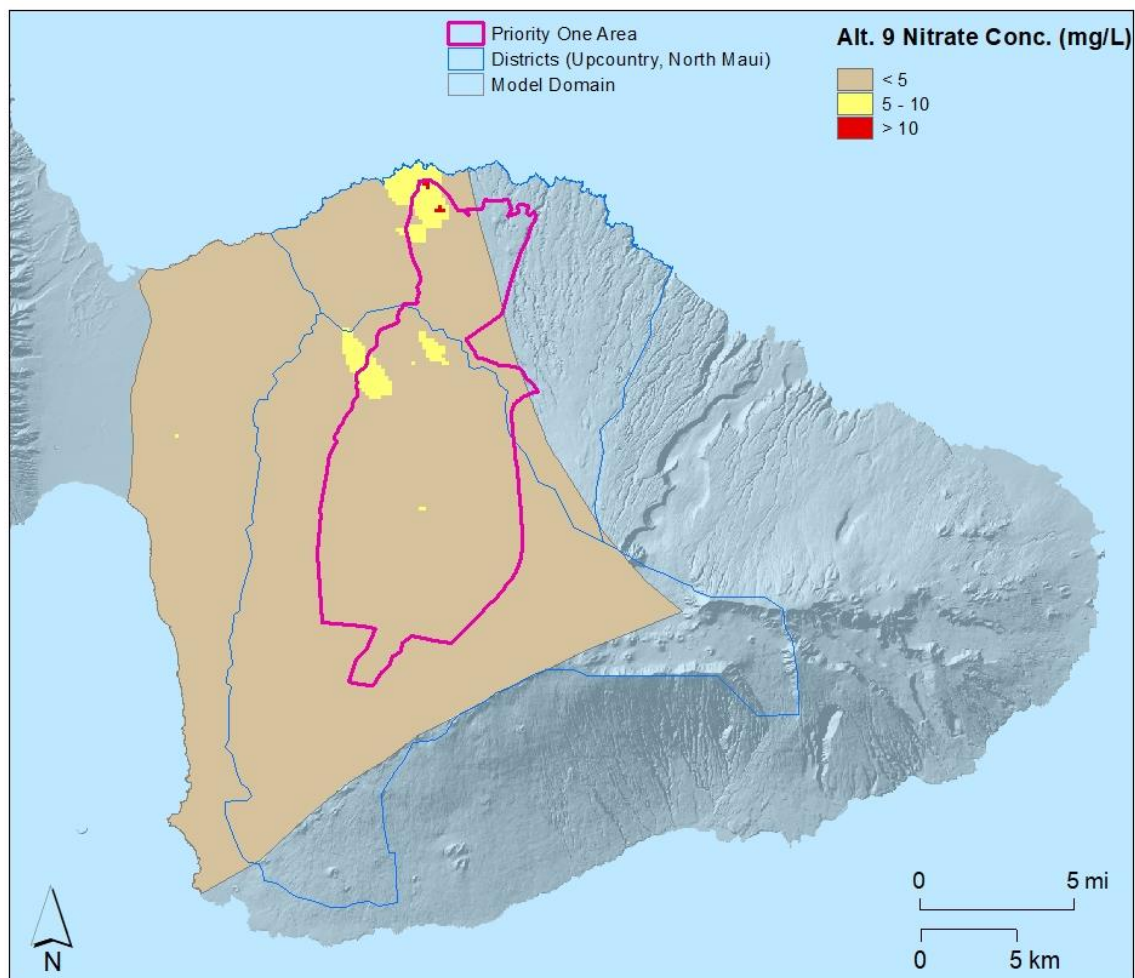 Priority One Area
Districts (Upcountry, North Maui)
Model Domain
Alt. 9 Nitrate Conc. (mg/L)
< 5
5 - 10
> 10
0 5 mi
0 5 km
N